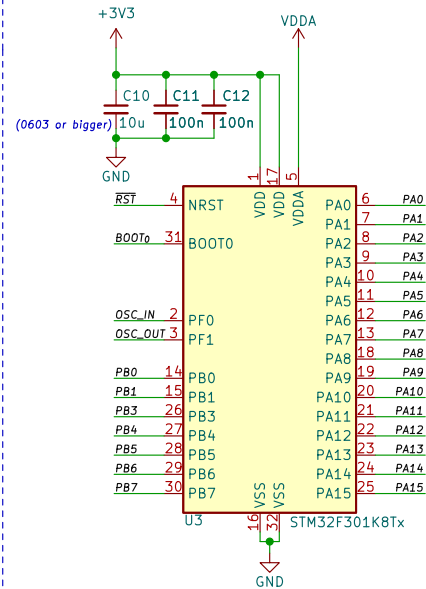 +3V3
VDDA
C10
C11
C12
(0603 or bigger)
10u
100n
100n
GND
1
17
5
VDD
VDD
VDDA
RST 4 NRST
BOOT0 31 BOOT0
OSC_IN 2 PF0
OSC_OUT 3 PF1
PB0 14 PB0
PB1 15 PB1
PB3 26 PB3
PB4 27 PB4
PB5 28 PB5
PB6 29 PB6
PB7 30 PB7
PA0 6 PA0
PA1 7 PA1
PA2 8 PA2
PA3 9 PA3
PA4 10 PA4
PA5 11 PA5
PA6 12 PA6
PA7 13 PA7
PA8 18 PA8
PA9 19 PA9
PA10 20 PA10
PA11 21 PA11
PA12 22 PA12
PA13 23 PA13
PA14 24 PA14
PA15 25 PA15
VSS
VSS
16
32
U3
STM32F301K8Tx
GND